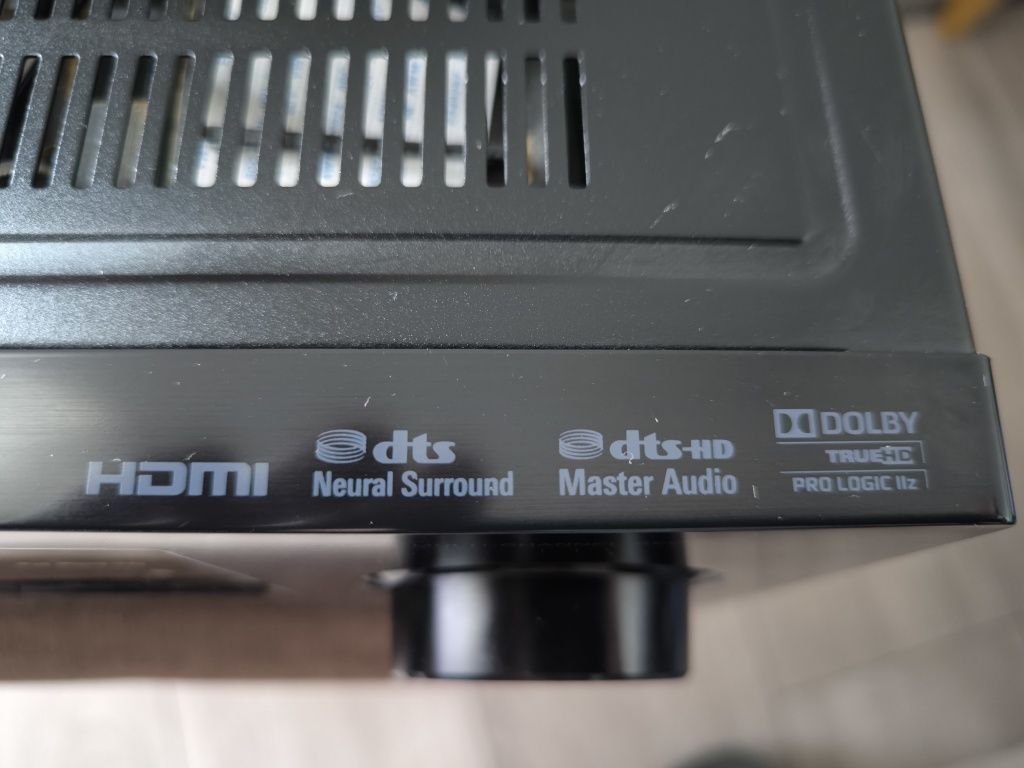 HDMI
dts
Neural Surround
dts-HD
Master Audio
DOLBY
TRUEHD
PRO LOGIC IIz